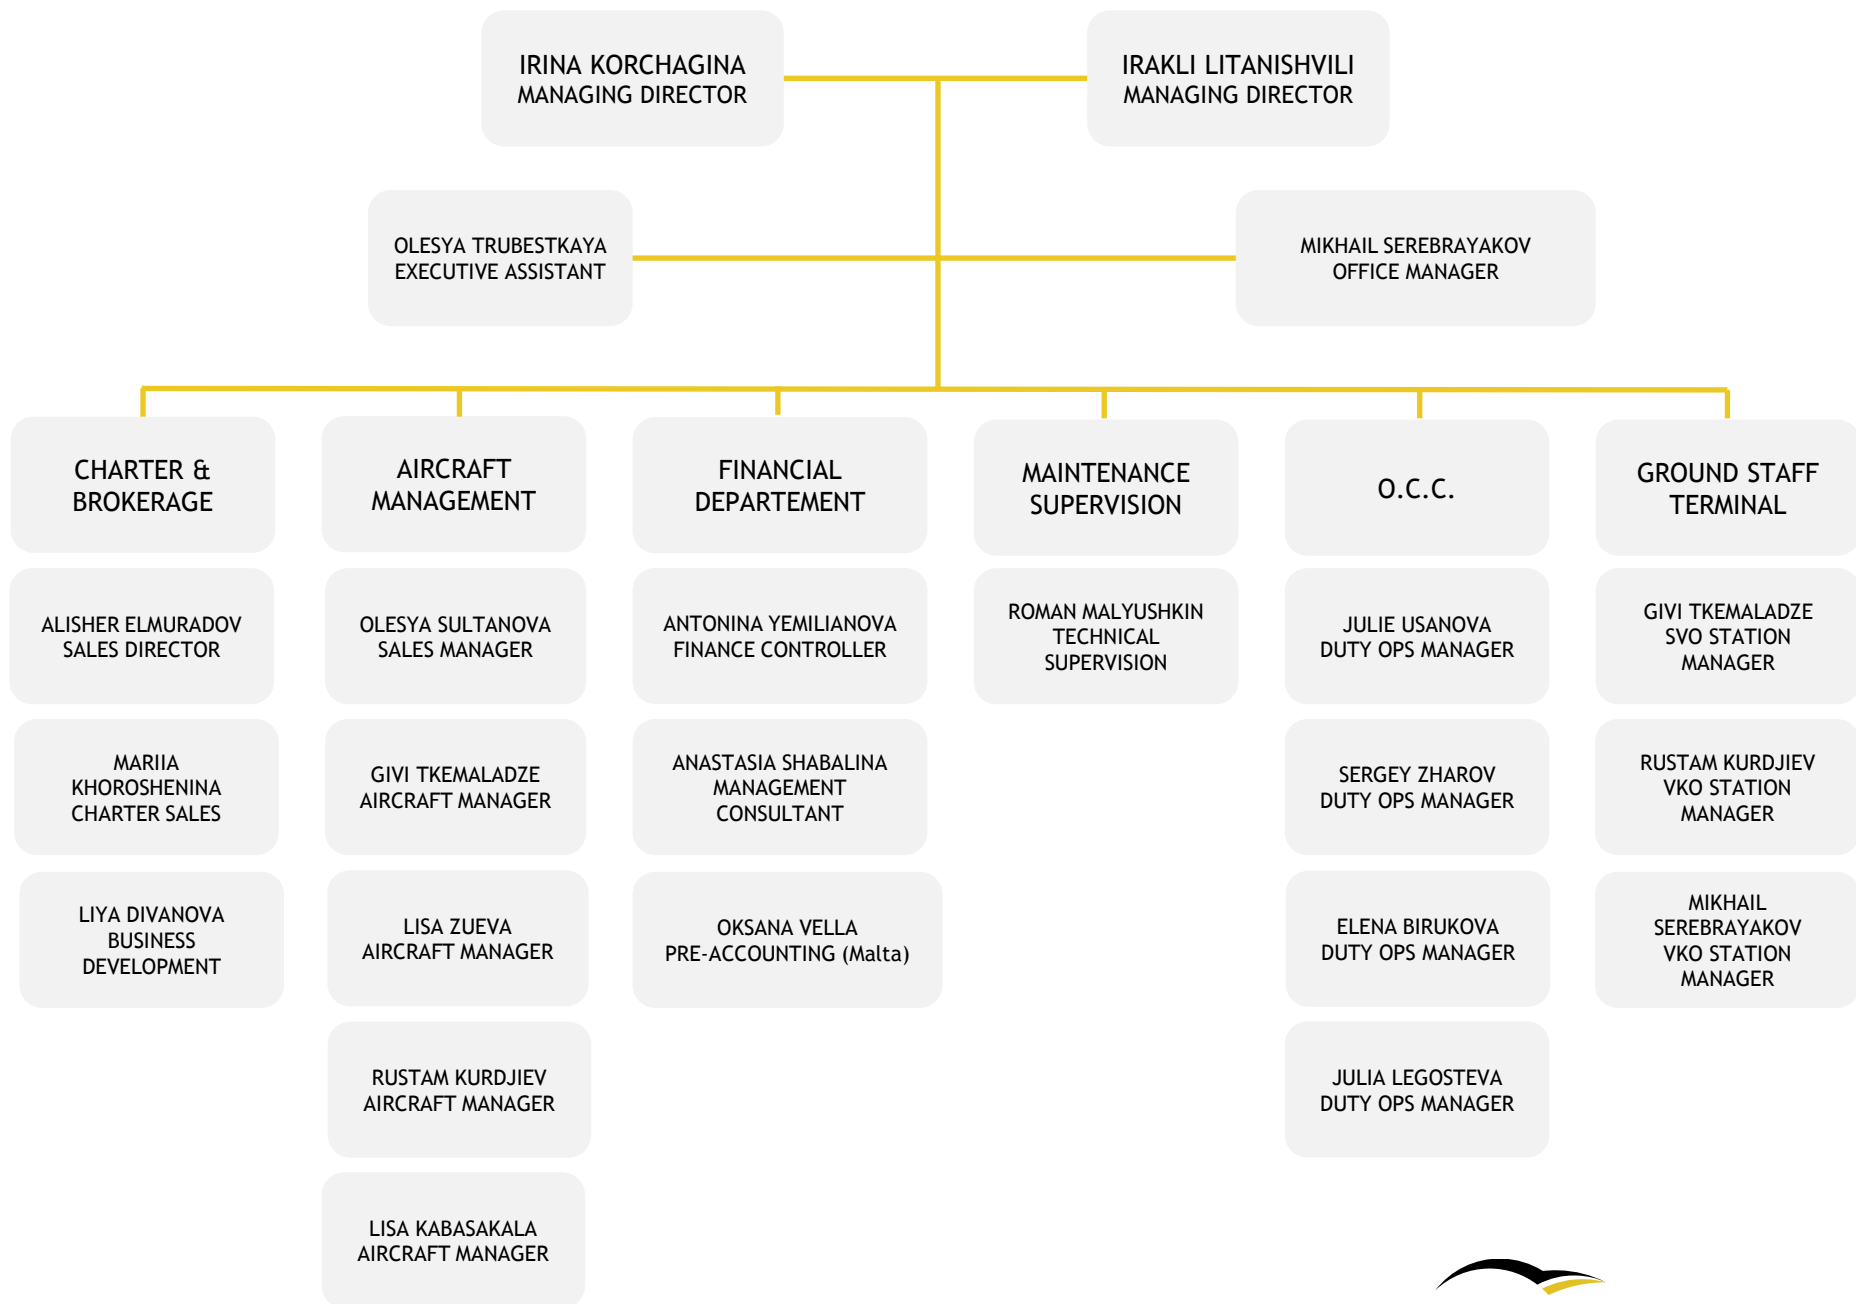 IRINA KORCHAGINA
MANAGING DIRECTOR
IRAKLI LITANISHVILI
MANAGING DIRECTOR
OLESYA TRUBESTKAYA
EXECUTIVE ASSISTANT
MIKHAIL SEREBRAYAKOV
OFFICE MANAGER
CHARTER &
BROKERAGE
AIRCRAFT
MANAGEMENT
FINANCIAL
DEPARTEMENT
MAINTENANCE
SUPERVISION
O.C.C.
GROUND STAFF
TERMINAL
ALISHER ELMURADOV
SALES DIRECTOR
OLESYA SULTANOVA
SALES MANAGER
ANTONINA YEMILIANOVA
FINANCE CONTROLLER
ROMAN MALYUSHKIN
TECHNICAL
SUPERVISION
JULIE USANOVA
DUTY OPS MANAGER
GIVI TKEMALADZE
SVO STATION
MANAGER
MARIIA
KHOROSHENINA
CHARTER SALES
GIVI TKEMALADZE
AIRCRAFT MANAGER
ANASTASIA SHABALINA
MANAGEMENT
CONSULTANT
SERGEY ZHAROV
DUTY OPS MANAGER
RUSTAM KURDJIEV
VKO STATION
MANAGER
LIYA DIVANOVA
BUSINESS
DEVELOPMENT
LISA ZUEVA
AIRCRAFT MANAGER
OKSANA VELLA
PRE-ACCOUNTING (Malta)
ELENA BIRUKOVA
DUTY OPS MANAGER
MIKHAIL
SEREBRAYAKOV
VKO STATION
MANAGER
RUSTAM KURDJIEV
AIRCRAFT MANAGER
JULIA LEGOSTEVA
DUTY OPS MANAGER
LISA KABASAKALA
AIRCRAFT MANAGER